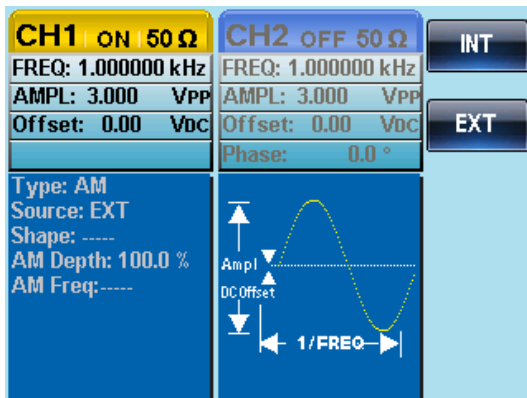 CH1 ON 50 Ω
FREQ: 1.000000 kHz
AMPL: 3.000 VPP
Offset: 0.00 VDC
CH2 OFF 50 Ω
FREQ: 1.000000 kHz
AMPL: 3.000 VPP
Offset: 0.00 VDC
Phase: 0.0 °
INT
EXT
Type: AM
Source: EXT
Shape: -----
AM Depth: 100.0 %
AM Freq:-----
Ampl
DC Offset
1/FREQ